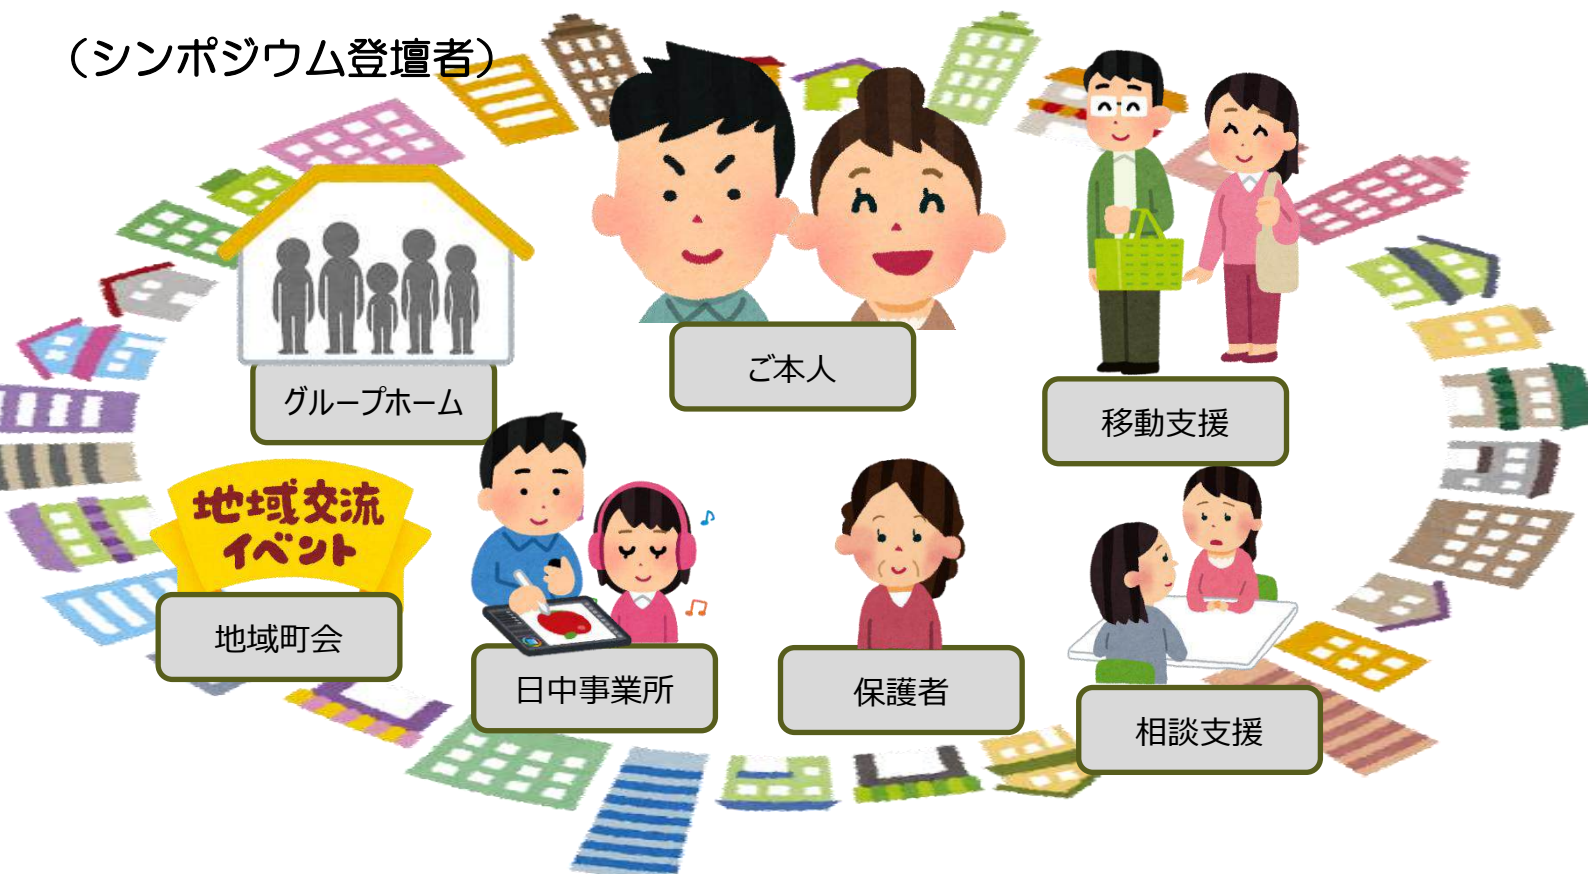 （シンポジウム登壇者）
ご本人
グループホーム
移動支援
地域交流
イベント
地域町会
日中事業所
保護者
相談支援